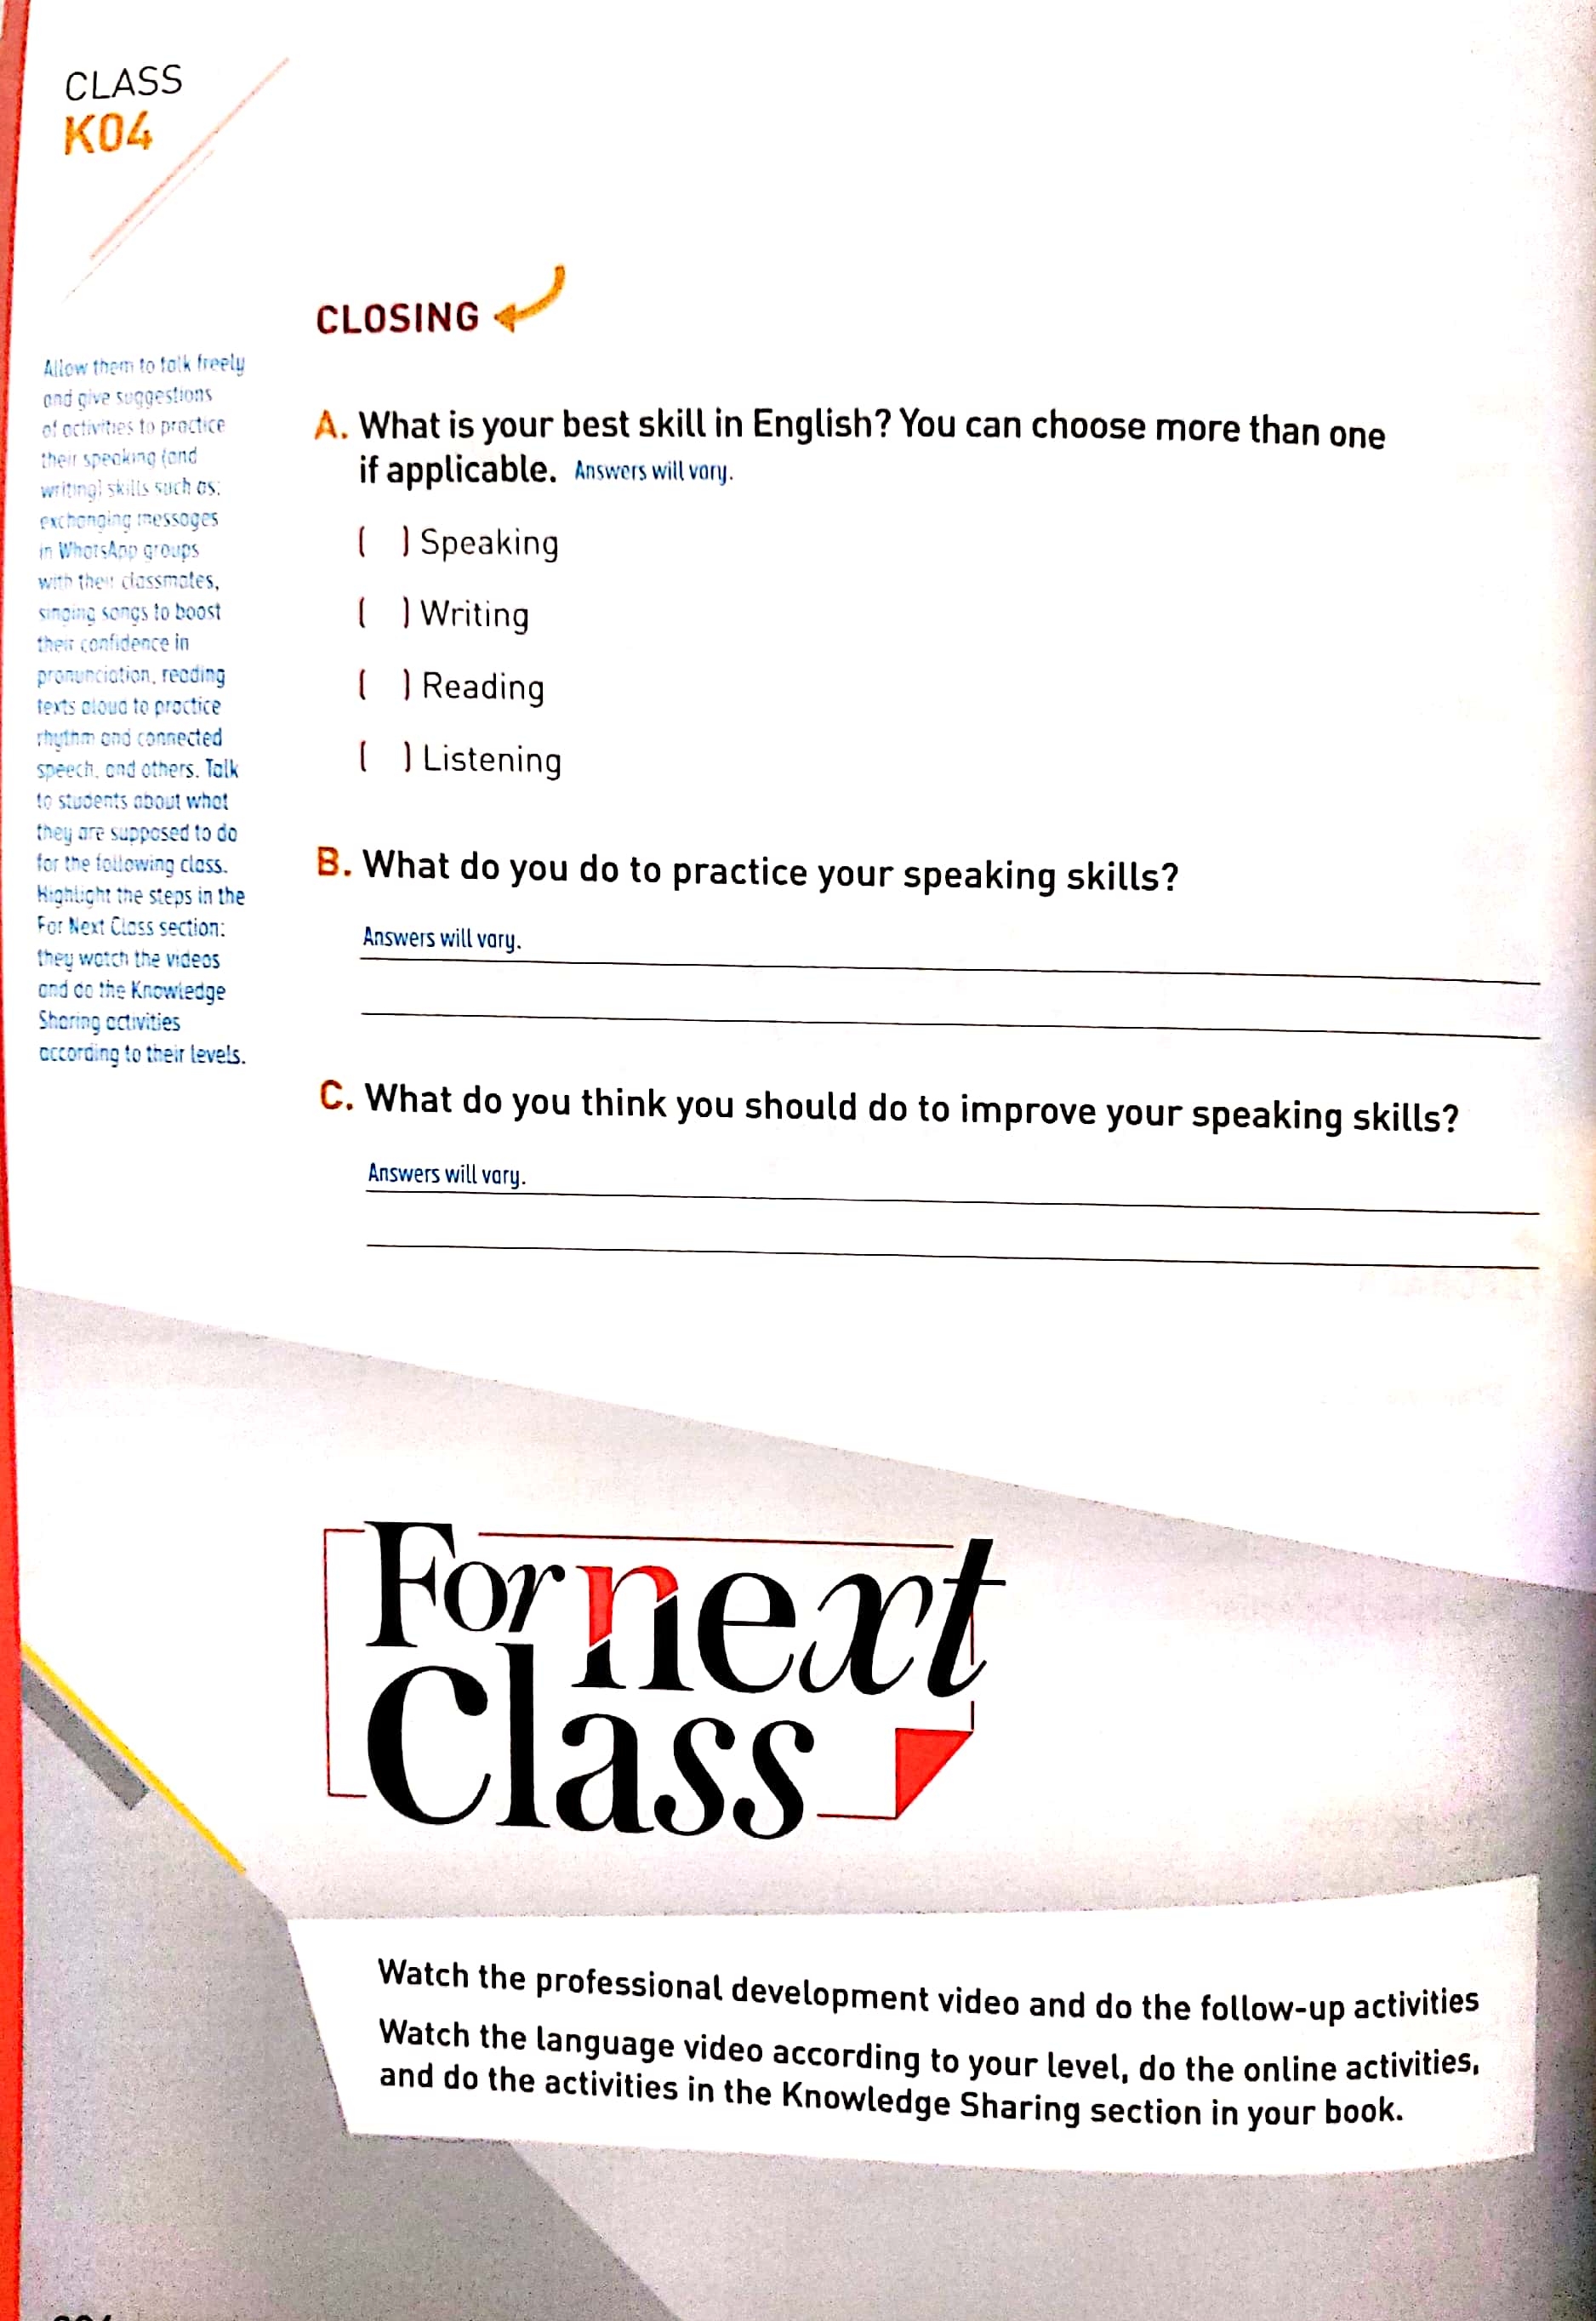 CLASS
K04
CLOSING
Allow them to talk freely
and give suggestions
of activities to practice
their speaking (and
writing) skills such as:
exchanging messages
in WhatsApp groups
with their classmates,
singing songs to boost
their confidence in
pronunciation, reading
texts aloud to practice
rhythm and connected
speech, and others. Talk
to students about what
they are supposed to do
for the following class.
Highlight the steps in the
For Next Class section:
they watch the videos
and do the Knowledge
Sharing activities
according to their levels.
A. What is your best skill in English? You can choose more than one
if applicable. Answers will vary.
( ) Speaking
( ) Writing
( ) Reading
( ) Listening
B. What do you do to practice your speaking skills?
Answers will vary.
C. What do you think you should do to improve your speaking skills?
Answers will vary.
For next
Class
Watch the professional development video and do the follow-up activities
Watch the language video according to your level, do the online activities,
and do the activities in the Knowledge Sharing section in your book.